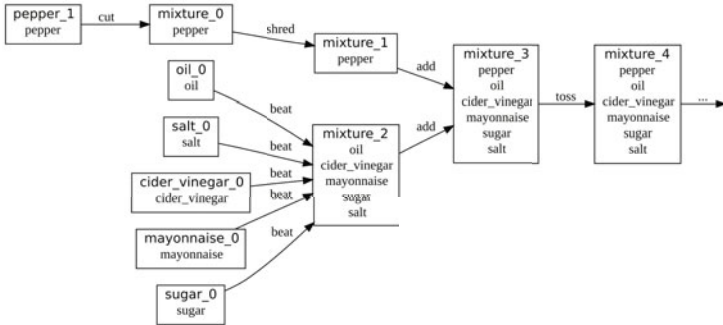 pepper_1
pepper
cut
mixture_0
pepper
shred
mixture_1
pepper
add
oil_0
oil
beat
salt_0
salt
beat
cider_vinegar_0
cider_vinegar
beat
mayonnaise_0
mayonnaise
beat
sugar_0
sugar
beat
mixture_2
oil
cider_vinegar
mayonnaise
sugar
salt
add
mixture_3
pepper
oil
cider_vinegar
mayonnaise
sugar
salt
toss
mixture_4
pepper
oil
cider_vinegar
mayonnaise
sugar
salt
...